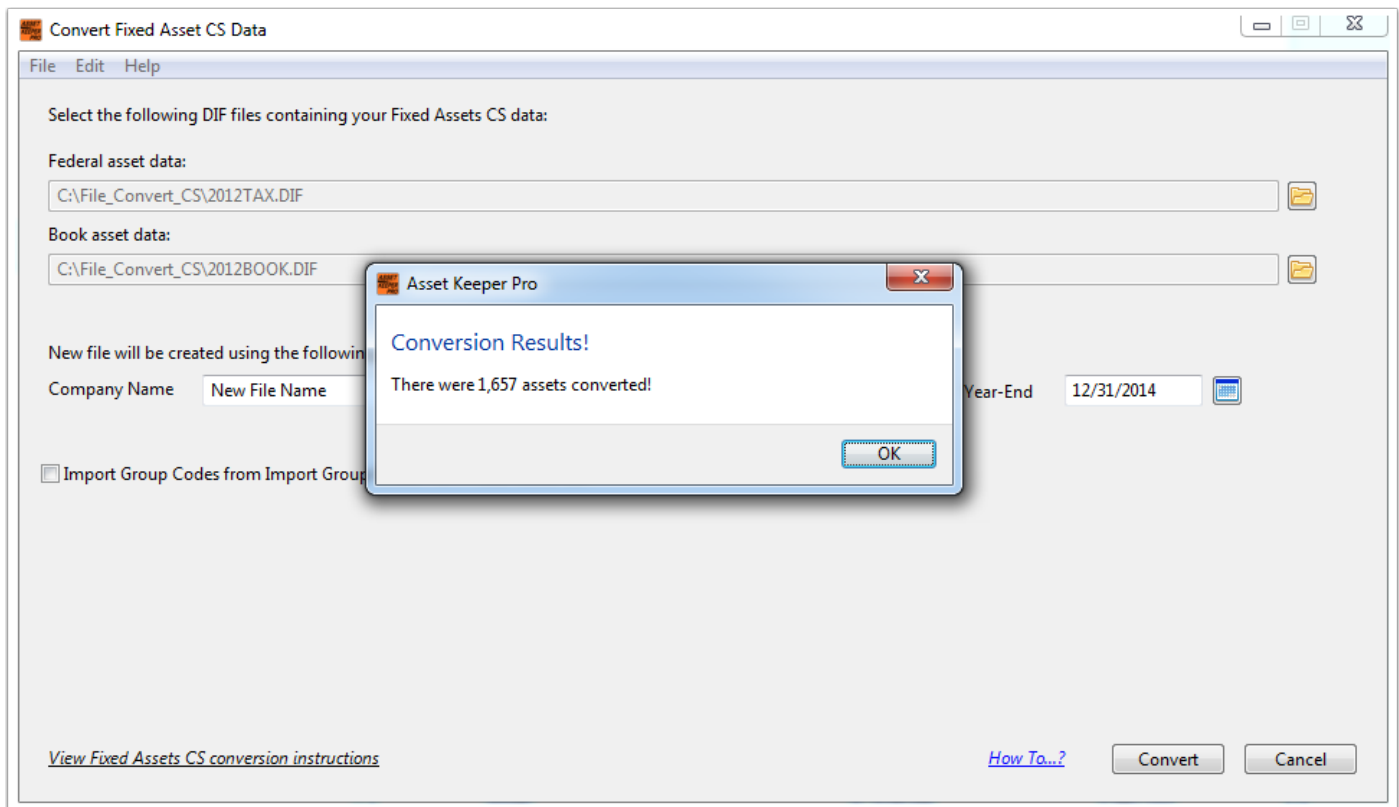 Convert Fixed Asset CS Data
File Edit Help
Select the following DIF files containing your Fixed Assets CS data:
Federal asset data:
C:\File_Convert_CS\2012TAX.DIF
Book asset data:
C:\File_Convert_CS\2012BOOK.DIF
ASSET KEEPER PRO Asset Keeper Pro
Conversion Results!
New file will be created using the followin
There were 1,657 assets converted!
Company Name New File Name Year-End 12/31/2014
OK
Import Group Codes from Import Group
View Fixed Assets CS conversion instructions How To...? Convert Cancel